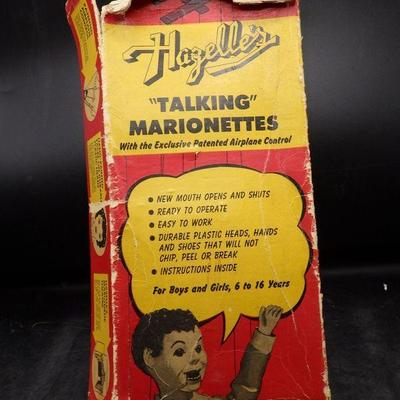 Hazelle's
"TALKING"
MARIONETTES
With the Exclusive Patented Airplane Control
• NEW MOUTH OPENS AND SHUTS
• READY TO OPERATE
• EASY TO WORK
• DURABLE PLASTIC HEADS, HANDS
AND SHOES THAT WILL NOT
CHIP, PEEL OR BREAK
• INSTRUCTIONS INSIDE
For Boys and Girls, 6 to 16 Years